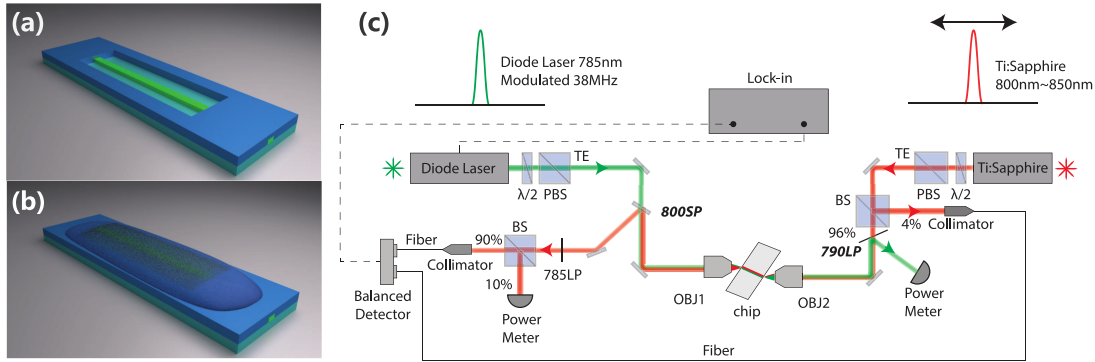 (a)
(b)
(c)
Diode Laser 785nm
Modulated 38MHz
Lock-in
Ti:Sapphire
800nm~850nm
Diode Laser
λ/2
PBS
TE
800SP
TE
PBS
λ/2
Ti:Sapphire
BS
96%
4%
Collimator
790LP
Power
Meter
Fiber
Collimator
90%
BS
785LP
10%
Power
Meter
Balanced
Detector
OBJ1
chip
OBJ2
Fiber